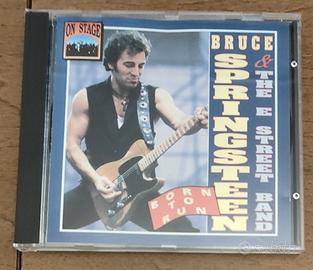 ON STAGE
BRUCE
SPRINGSTEEN
& THE E STREET BAND
BORN
TO
RUN